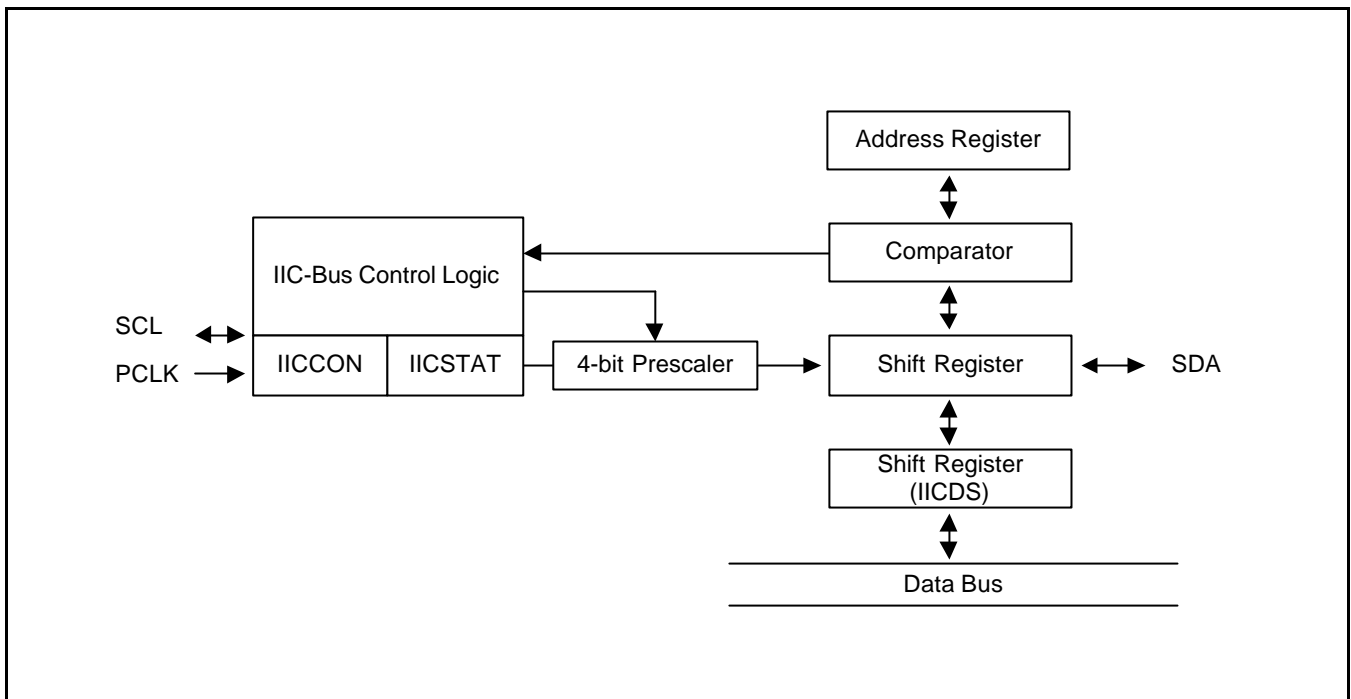 Address Register
Comparator
IIC-Bus Control Logic
SCL
PCLK
IICCON
IICSTAT
4-bit Prescaler
Shift Register
SDA
Shift Register
(IICDS)
Data Bus